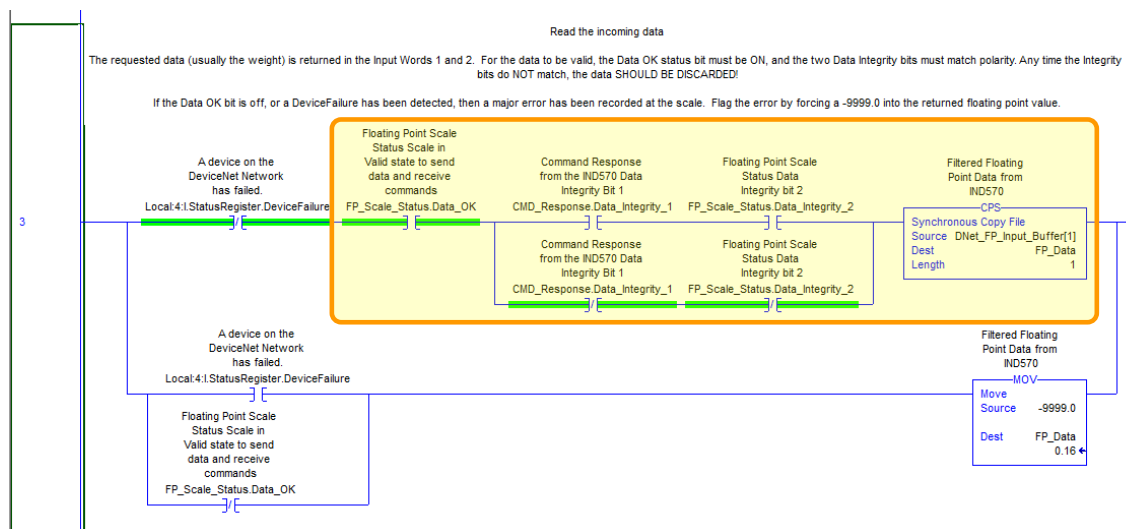 Read the incoming data
The requested data (usually the weight) is returned in the Input Words 1 and 2.  For the data to be valid, the Data OK status bit must be ON, and the two Data Integrity bits must match polarity. Any time the Integrity
bits do NOT match, the data SHOULD BE DISCARDED!
If the Data OK bit is off, or a DeviceFailure has been detected, then a major error has been recorded at the scale.  Flag the error by forcing a -9999.0 into the returned floating point value.
3
A device on the
DeviceNet Network
has failed.
Local:4:I.StatusRegister.DeviceFailure
Floating Point Scale
Status Scale in
Valid state to send
data and receive
commands
FP_Scale_Status.Data_OK
Command Response
from the IND570 Data
Integrity Bit 1
CMD_Response.Data_Integrity_1
Floating Point Scale
Status Data
Integrity bit 2
FP_Scale_Status.Data_Integrity_2
Filtered Floating
Point Data from
IND570
CPS
Synchronous Copy File
Source DNet_FP_Input_Buffer[1]
Dest FP_Data
Length 1
Command Response
from the IND570 Data
Integrity Bit 1
CMD_Response.Data_Integrity_1
Floating Point Scale
Status Data
Integrity bit 2
FP_Scale_Status.Data_Integrity_2
A device on the
DeviceNet Network
has failed.
Local:4:I.StatusRegister.DeviceFailure
Filtered Floating
Point Data from
IND570
MOV
Move
Source -9999.0
Dest FP_Data
0.16
Floating Point Scale
Status Scale in
Valid state to send
data and receive
commands
FP_Scale_Status.Data_OK